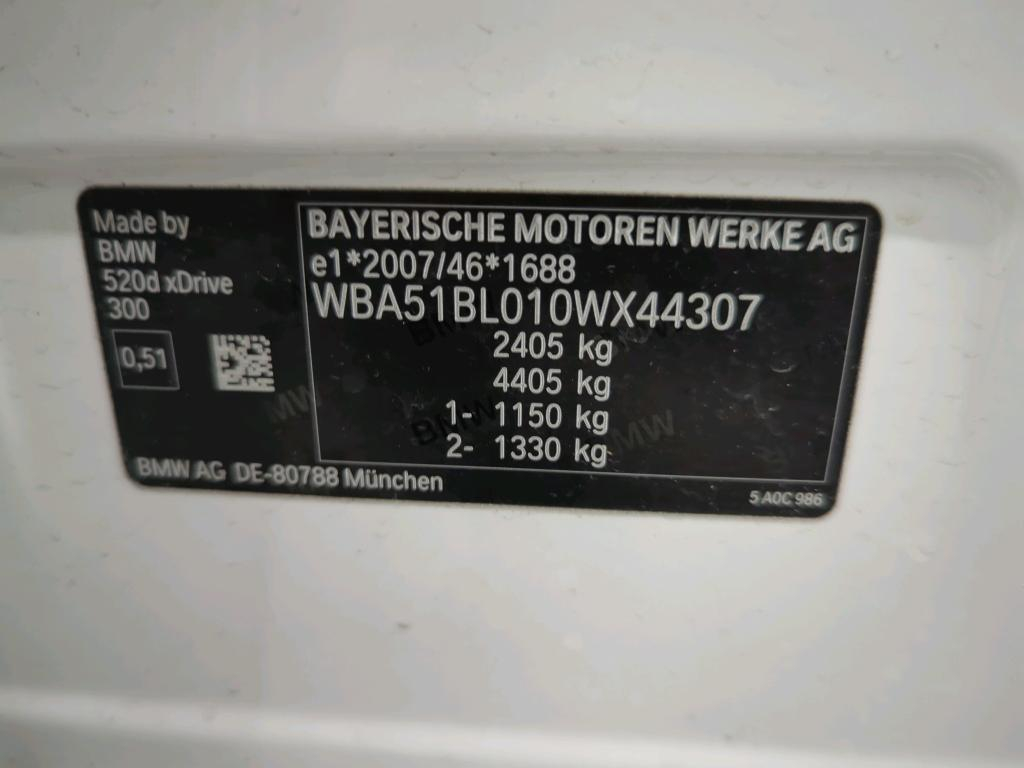 Made by
BMW
520d xDrive
300
0,51
BAYERISCHE MOTOREN WERKE AG
e1*2007/46*1688
WBA51BL010WX44307
2405 kg
4405 kg
1- 1150 kg
2- 1330 kg
BMW AG DE-80788 München
5 A0C 986